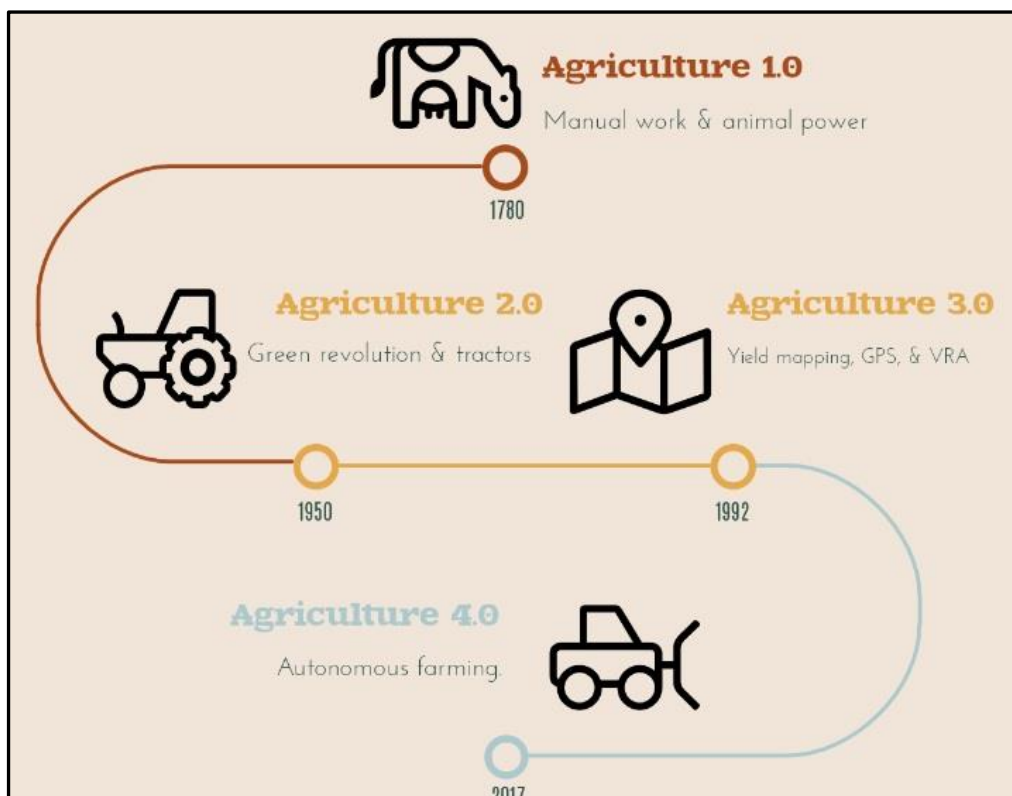 Agriculture 1.0
Manual work & animal power
1780
Agriculture 2.0
Green revolution & tractors
Agriculture 3.0
Yield mapping, GPS, & VRA
1950
1992
Agriculture 4.0
Autonomous farming.
2017